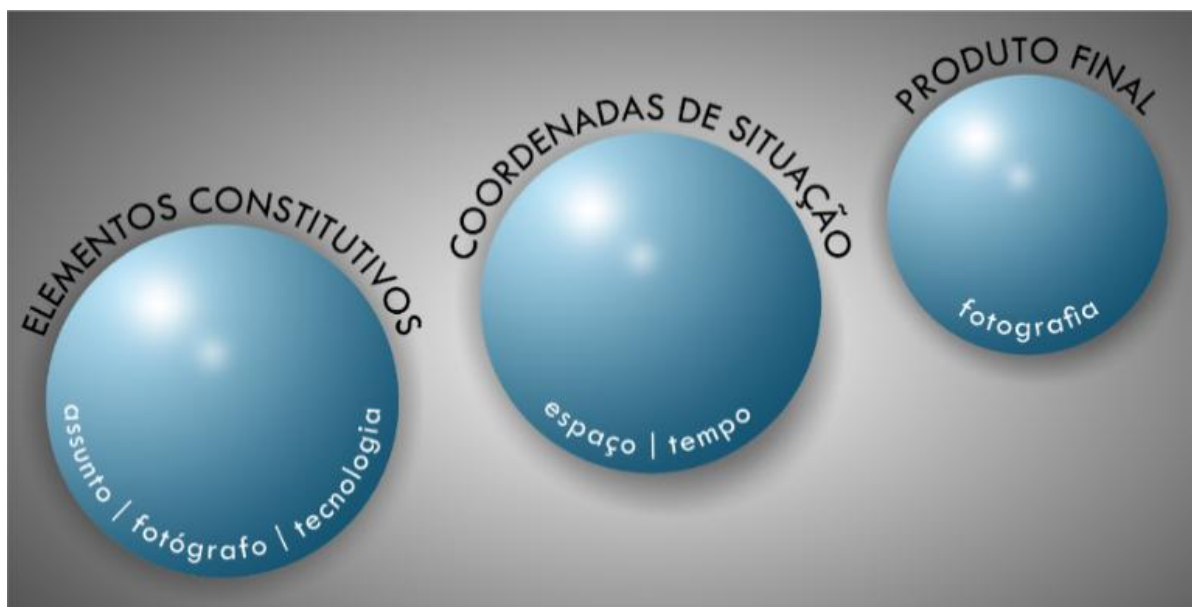 ELEMENTOS CONSTITUTIVOS
assunto | fotógrafo | tecnologia
COORDENADAS DE SITUAÇÃO
espaço | tempo
PRODUTO FINAL
fotografia